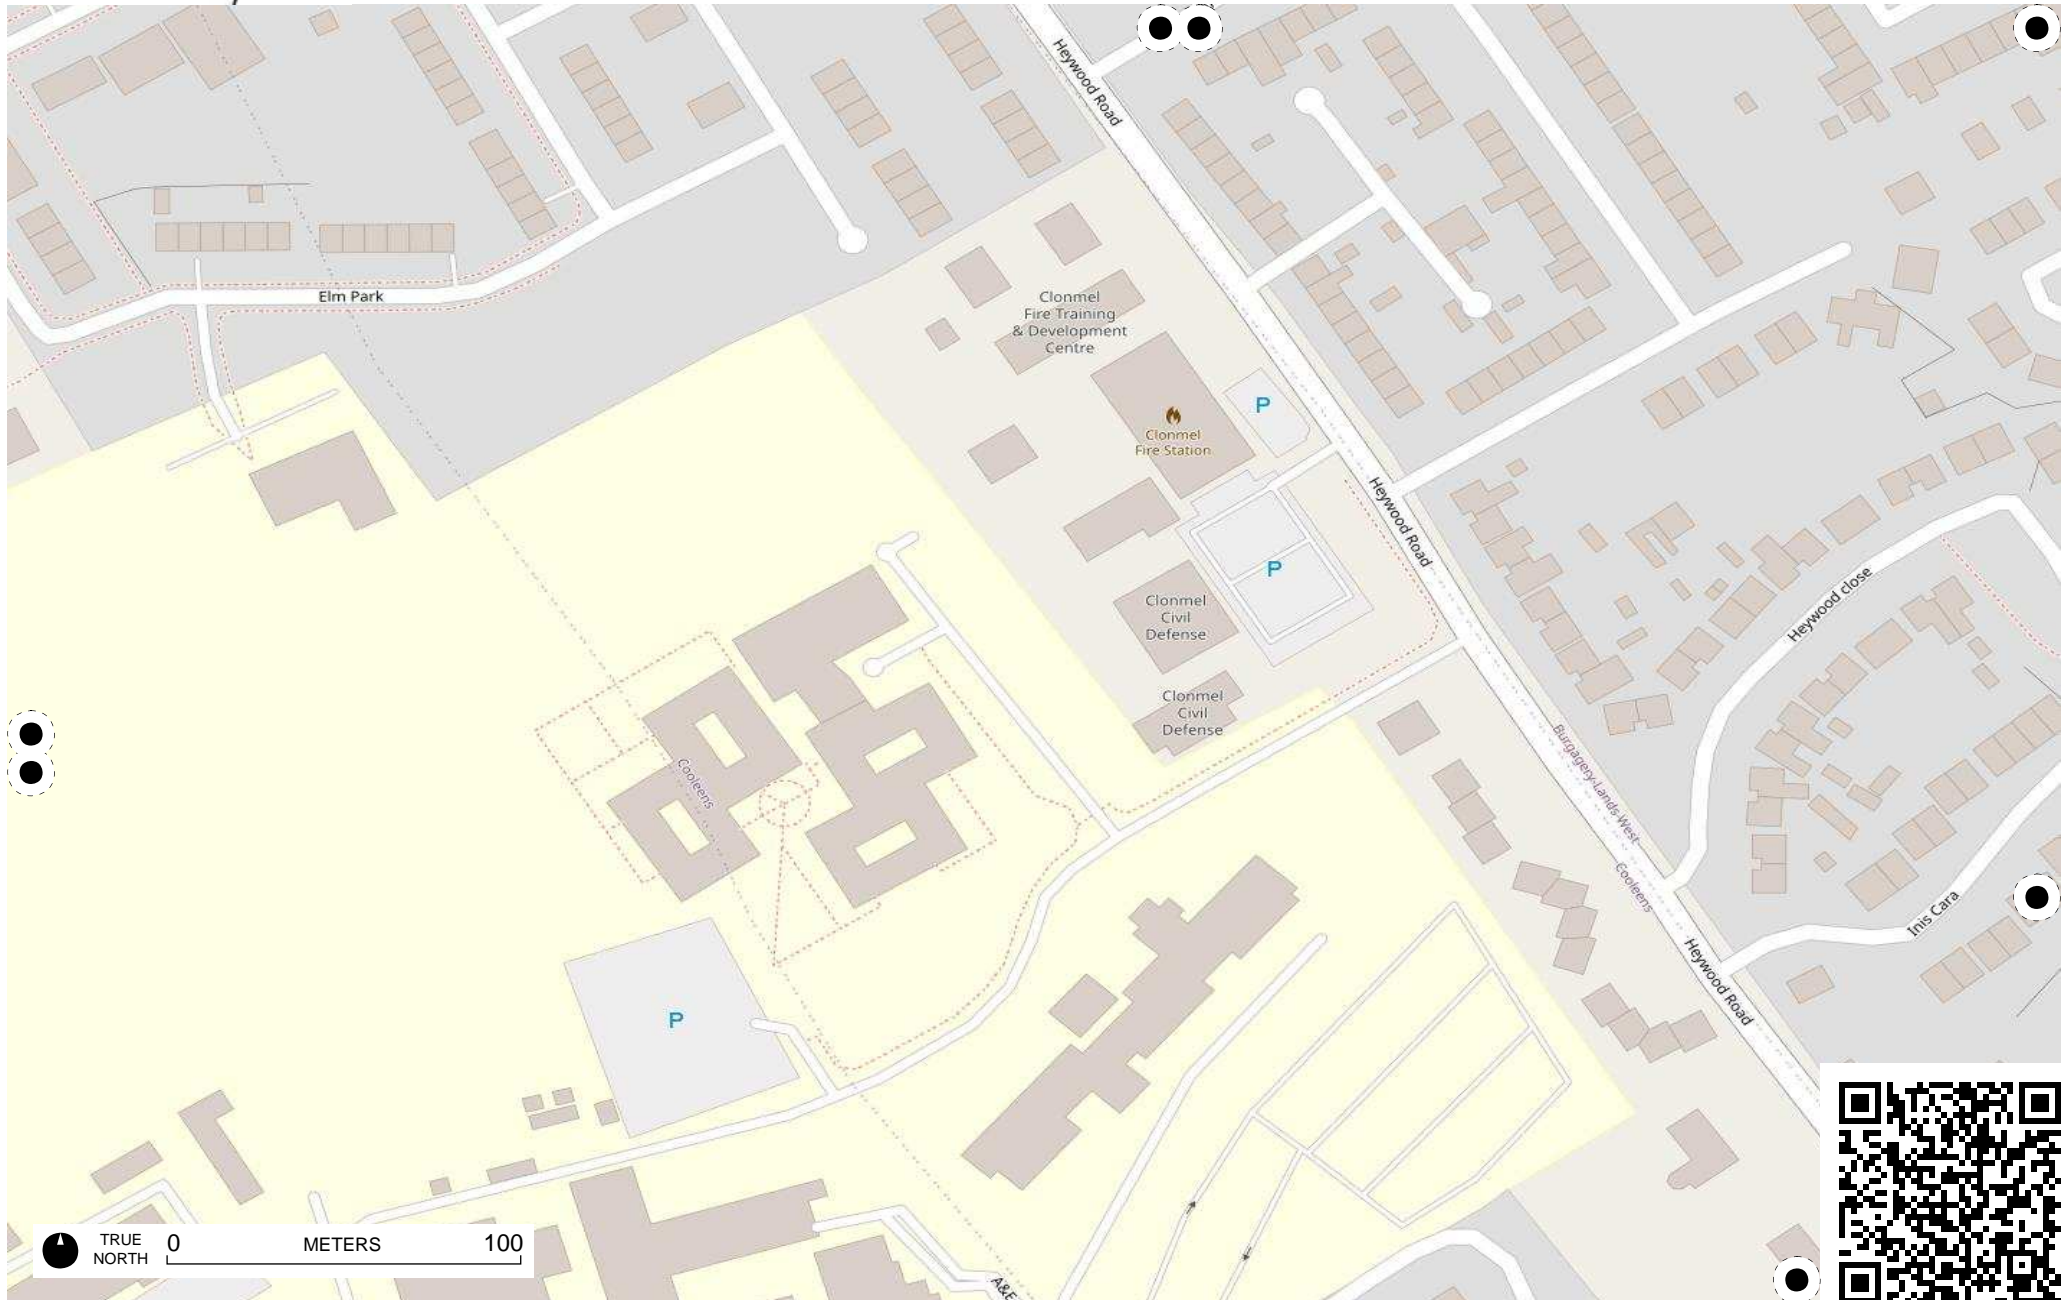 Heywood Road
Elm Park
Clonmel
Fire Training
& Development
Centre
P
Clonmel
Fire Station
Heywood Road
P
Clonmel
Civil
Defense
Heywood close
Clonmel
Civil
Defense
Cooleens
Burgagery-Lands West
Cooleens
Inis Cara
Heywood Road
P
TRUE
NORTH
0
METERS
100
A&E